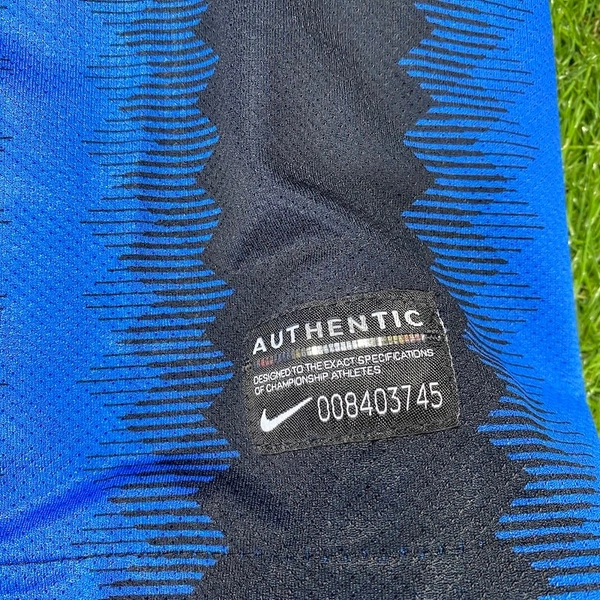 AUTHENTIC
DESIGNED TO THE EXACT SPECIFICATIONS
OF CHAMPIONSHIP ATHLETES
008403745